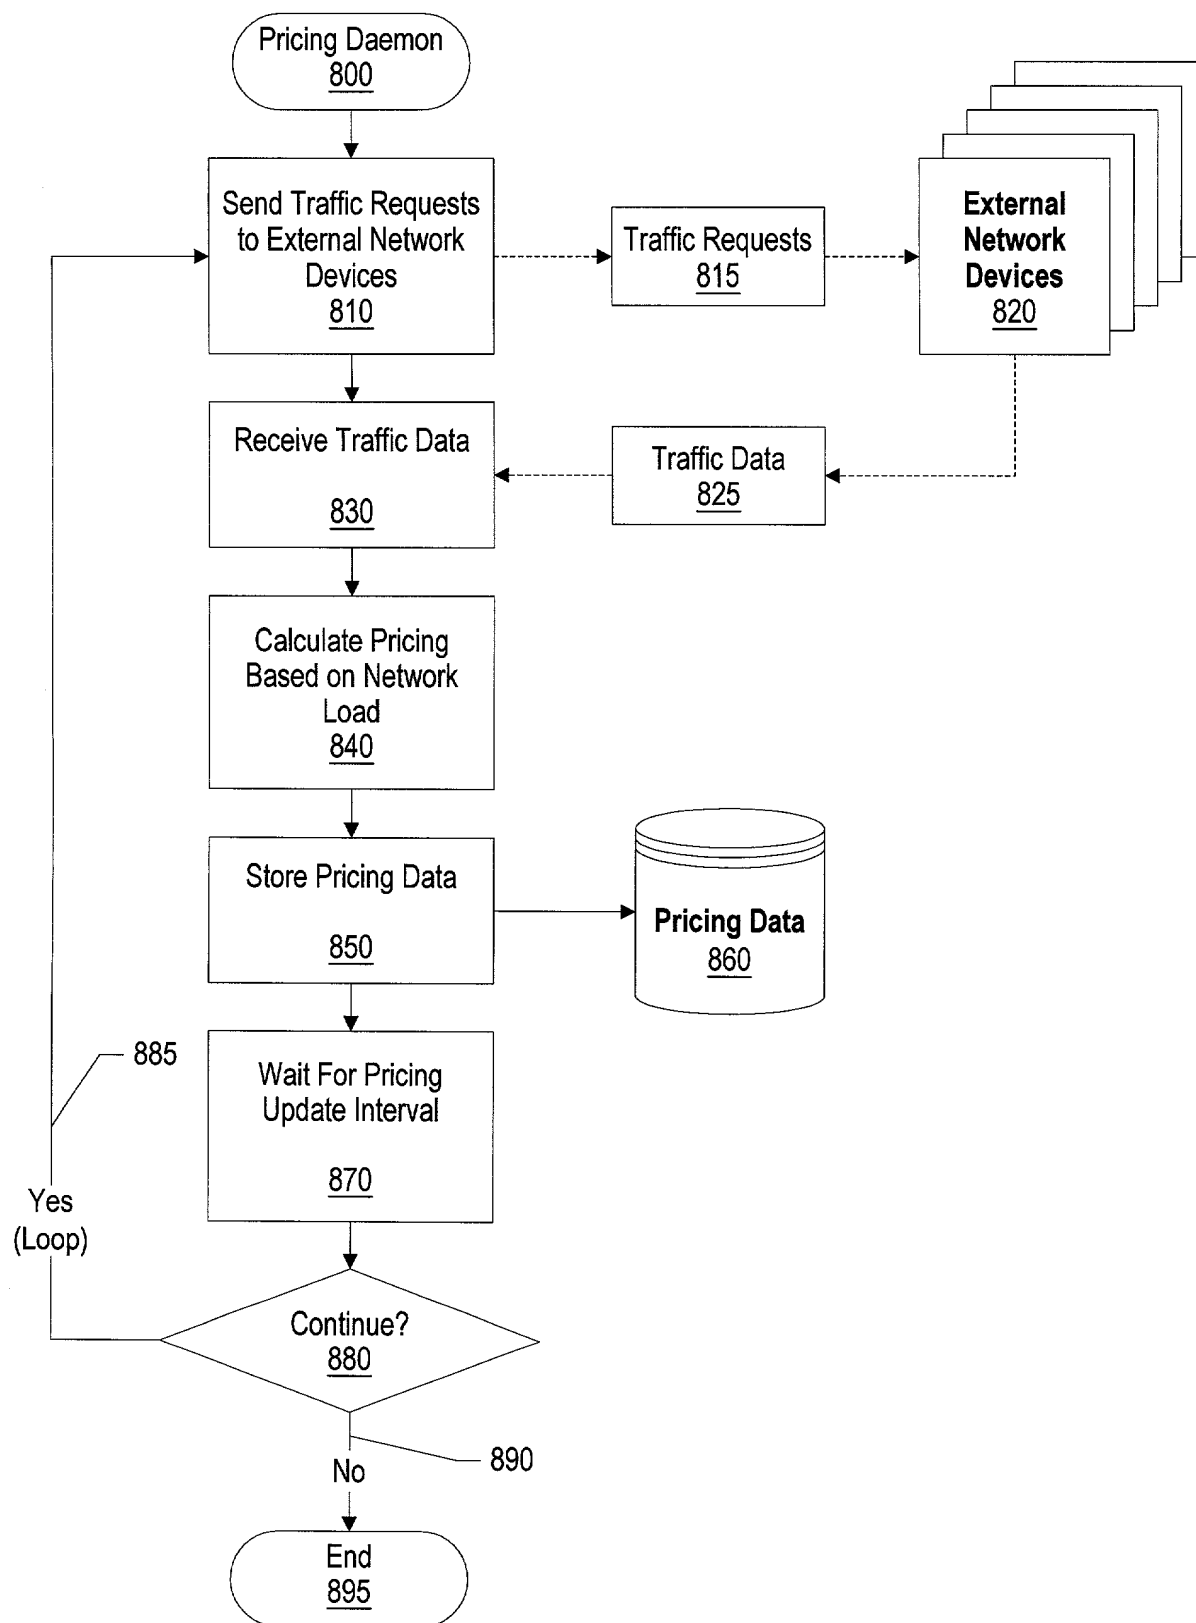 Pricing Daemon
800
Send Traffic Requests
to External Network
Devices
810
Traffic Requests
815
External
Network
Devices
820
Receive Traffic Data
830
Traffic Data
825
Calculate Pricing
Based on Network
Load
840
Store Pricing Data
850
Pricing Data
860
885
Wait For Pricing
Update Interval
870
Yes
(Loop)
Continue?
880
890
No
End
895